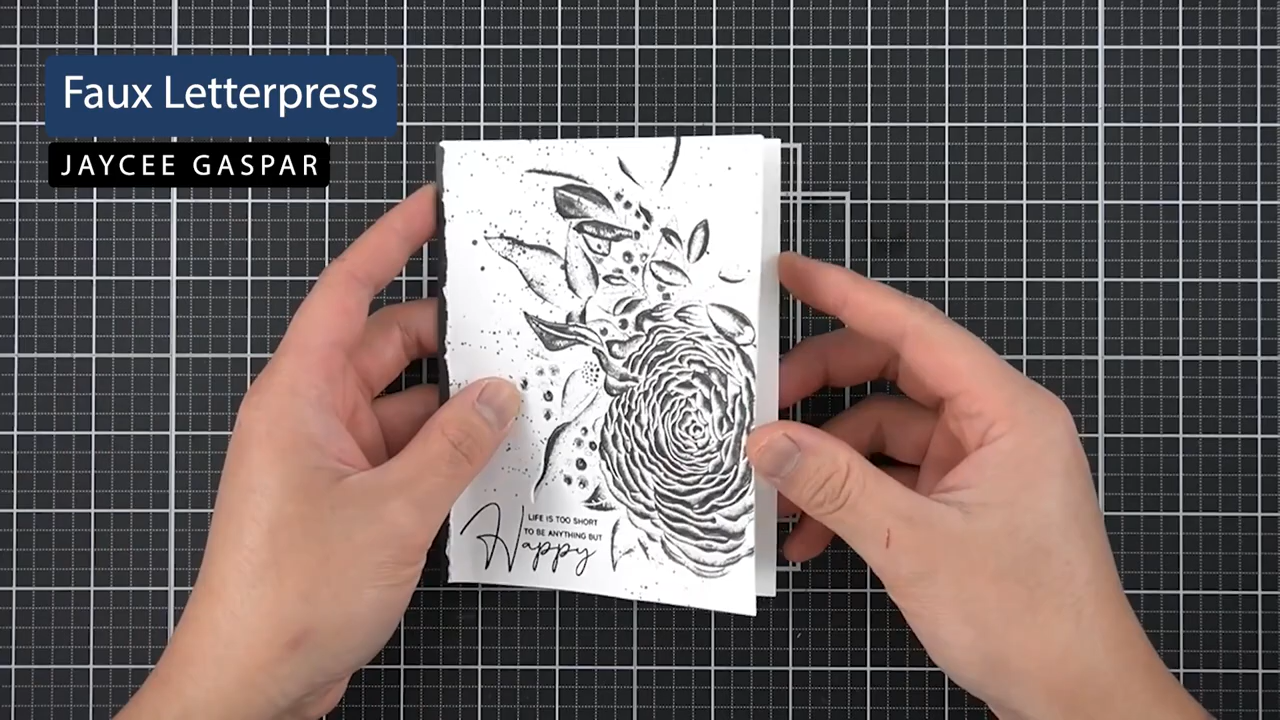 Faux Letterpress
JAYCEE GASPAR
LIFE IS TOO SHORT
TO BE ANYTHING BUT
Happy